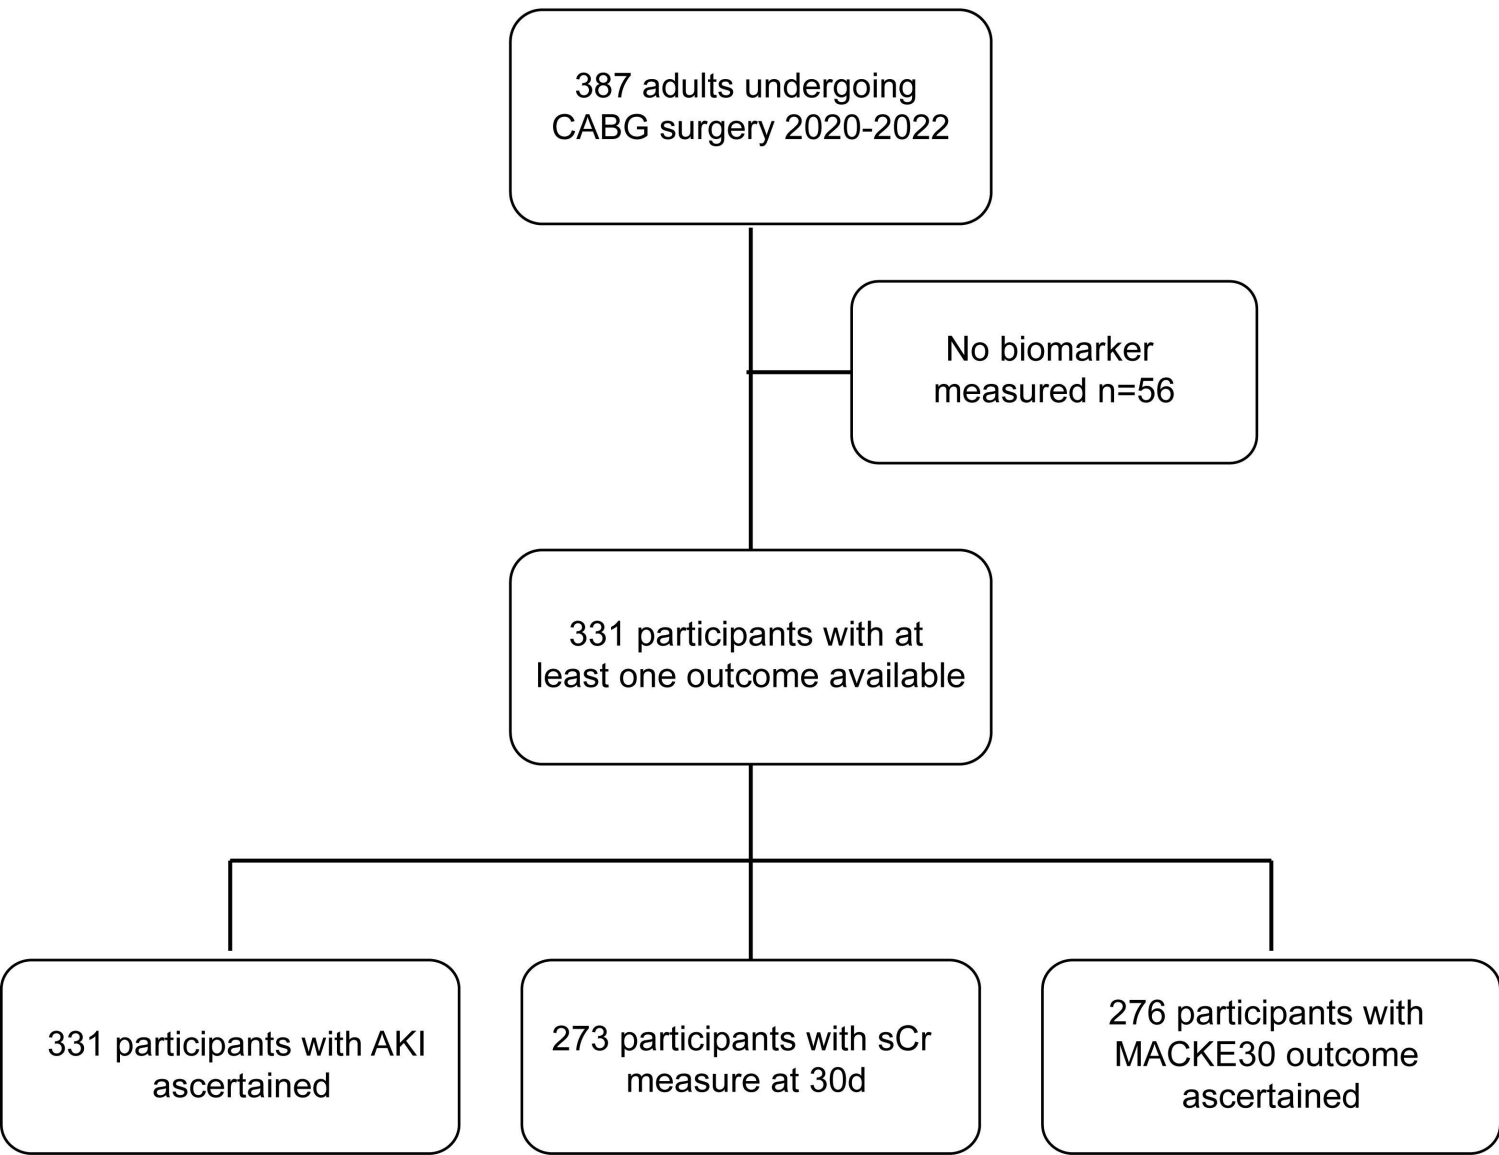 387 adults undergoing
CABG surgery 2020-2022
No biomarker
measured n=56
331 participants with at
least one outcome available
331 participants with AKI
ascertained
273 participants with sCr
measure at 30d
276 participants with
MACKE30 outcome
ascertained